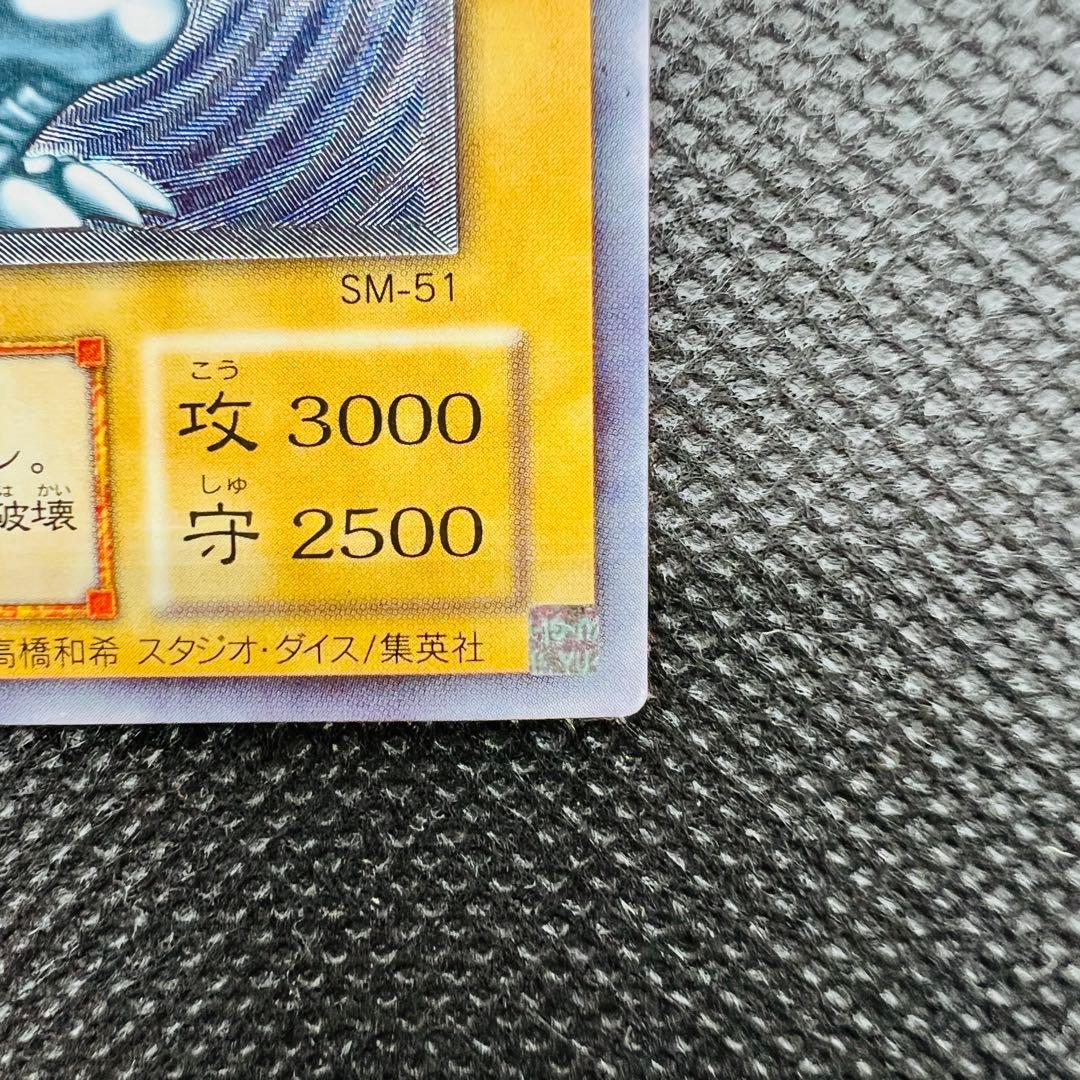 SM-51
こう
攻 3000
しゅ
守 2500
ン。
は かい
破壊
高橋和希 スタジオ・ダイス/集英社